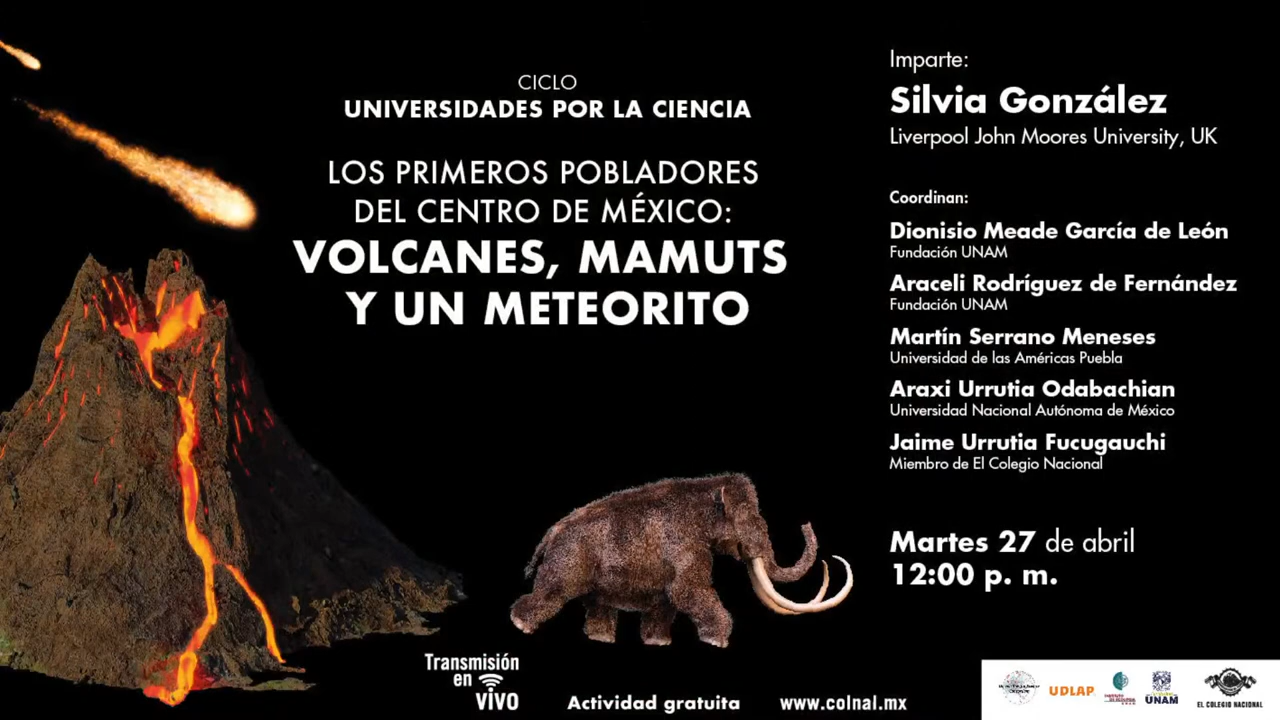 CICLO
UNIVERSIDADES POR LA CIENCIA
LOS PRIMEROS POBLADORES
DEL CENTRO DE MÉXICO:
VOLCANES, MAMUTS
Y UN METEORITO
Imparte:
Silvia González
Liverpool John Moores University, UK
Coordinan:
Dionisio Meade García de León
Fundación UNAM
Araceli Rodríguez de Fernández
Fundación UNAM
Martín Serrano Meneses
Universidad de las Américas Puebla
Araxi Urrutia Odabachian
Universidad Nacional Autónoma de México
Jaime Urrutia Fucugauchi
Miembro de El Colegio Nacional
Martes 27 de abril
12:00 p. m.
Transmisión
en
vivo
Actividad gratuita
www.colnal.mx
UDLAP
UNAM
EL COLEGIO NACIONAL